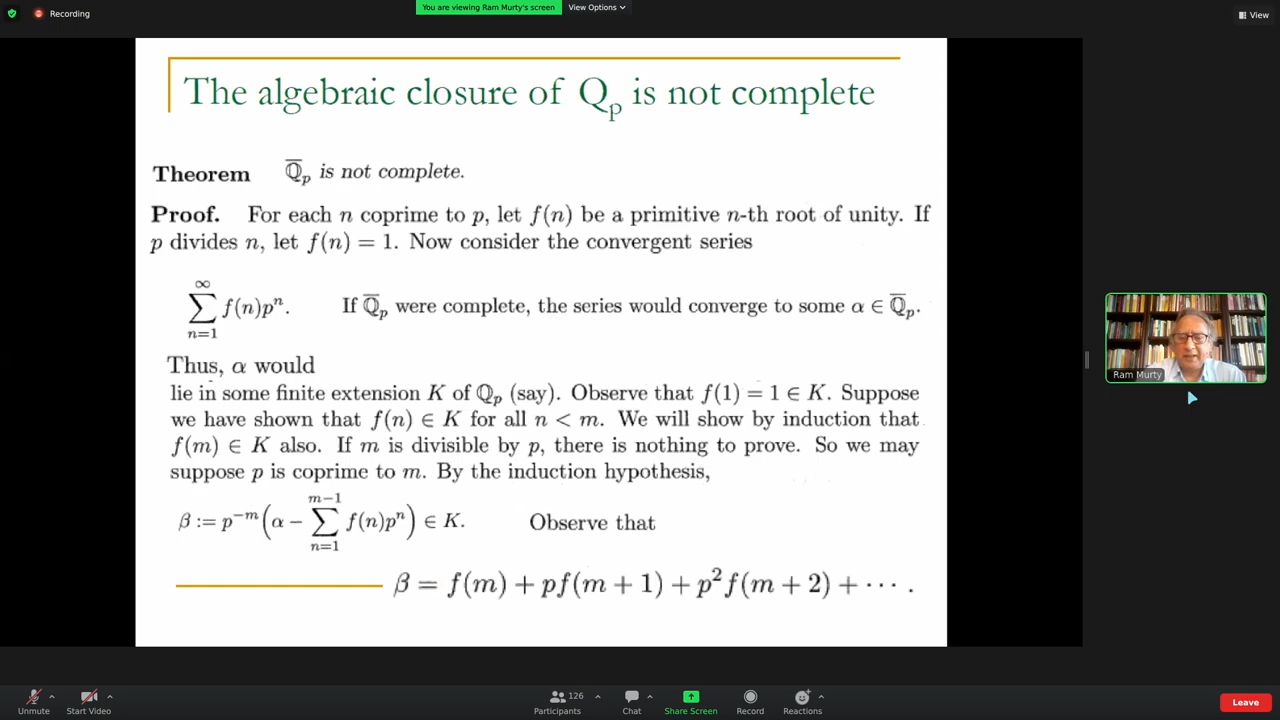 Recording
You are viewing Ram Murty's screen
View Options
View
The algebraic closure of Qₚ is not complete
Theorem ℚ̅ₚ is not complete.
Proof. For each n coprime to p, let f(n) be a primitive n-th root of unity. If
p divides n, let f(n) = 1. Now consider the convergent series
∑_{n=1}^{∞} f(n)pⁿ. If ℚ̅ₚ were complete, the series would converge to some α ∈ ℚ̅ₚ.
Thus, α would
lie in some finite extension K of ℚₚ (say). Observe that f(1) = 1 ∈ K. Suppose
we have shown that f(n) ∈ K for all n < m. We will show by induction that
f(m) ∈ K also. If m is divisible by p, there is nothing to prove. So we may
suppose p is coprime to m. By the induction hypothesis,
β := p^{−m}(α − ∑_{n=1}^{m−1} f(n)pⁿ) ∈ K. Observe that
β = f(m) + pf(m + 1) + p²f(m + 2) + ⋯ .
Ram Murty
Unmute
Start Video
126
Participants
Chat
Share Screen
Record
Reactions
Leave